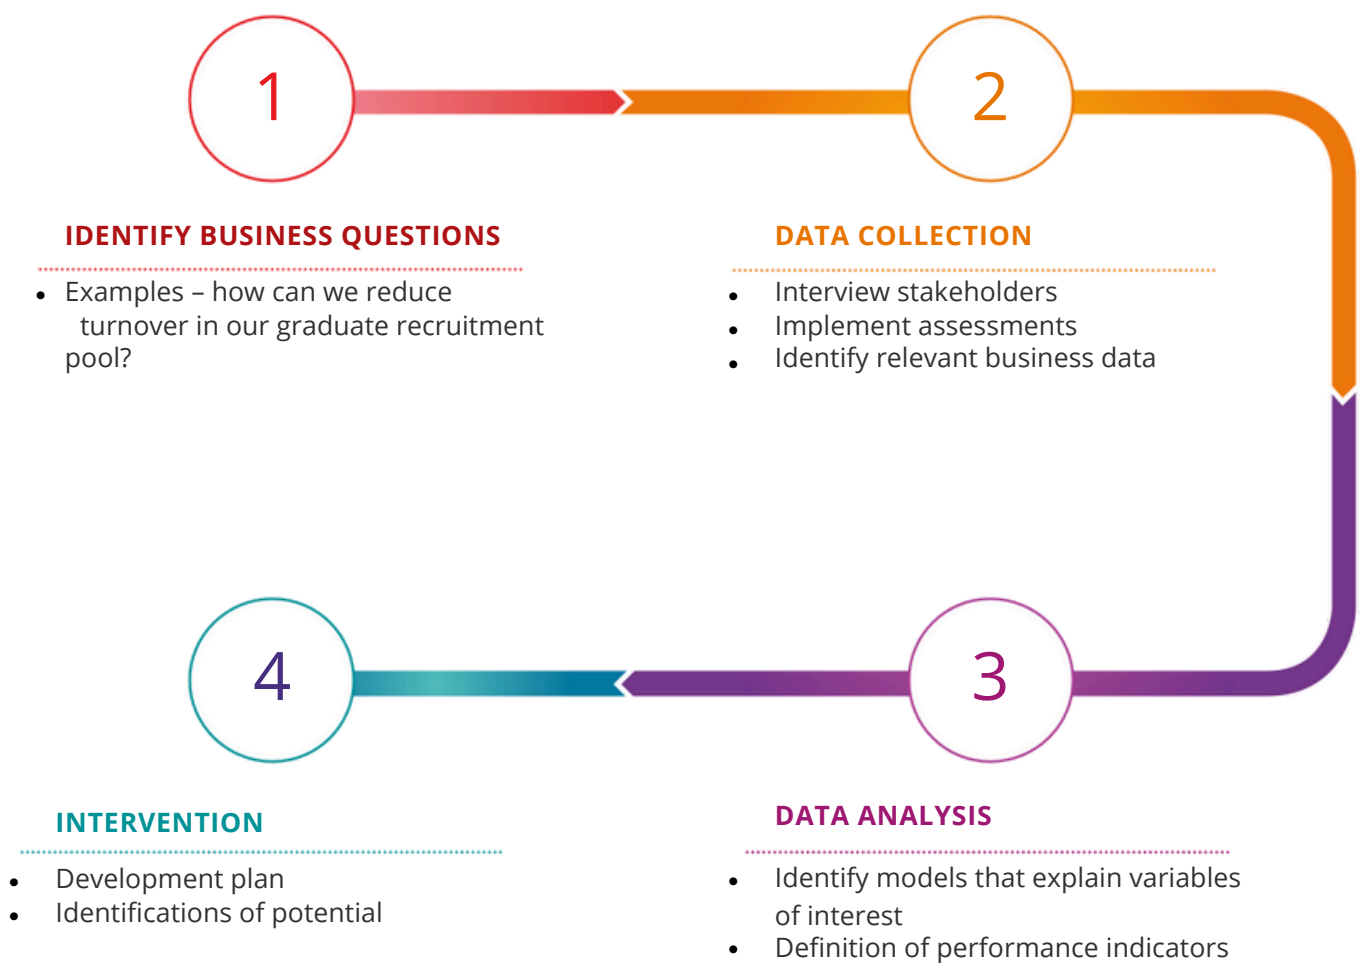 1
2
IDENTIFY BUSINESS QUESTIONS
• Examples – how can we reduce
turnover in our graduate recruitment
pool?
DATA COLLECTION
• Interview stakeholders
• Implement assessments
• Identify relevant business data
4
3
INTERVENTION
• Development plan
• Identifications of potential
DATA ANALYSIS
• Identify models that explain variables
of interest
• Definition of performance indicators